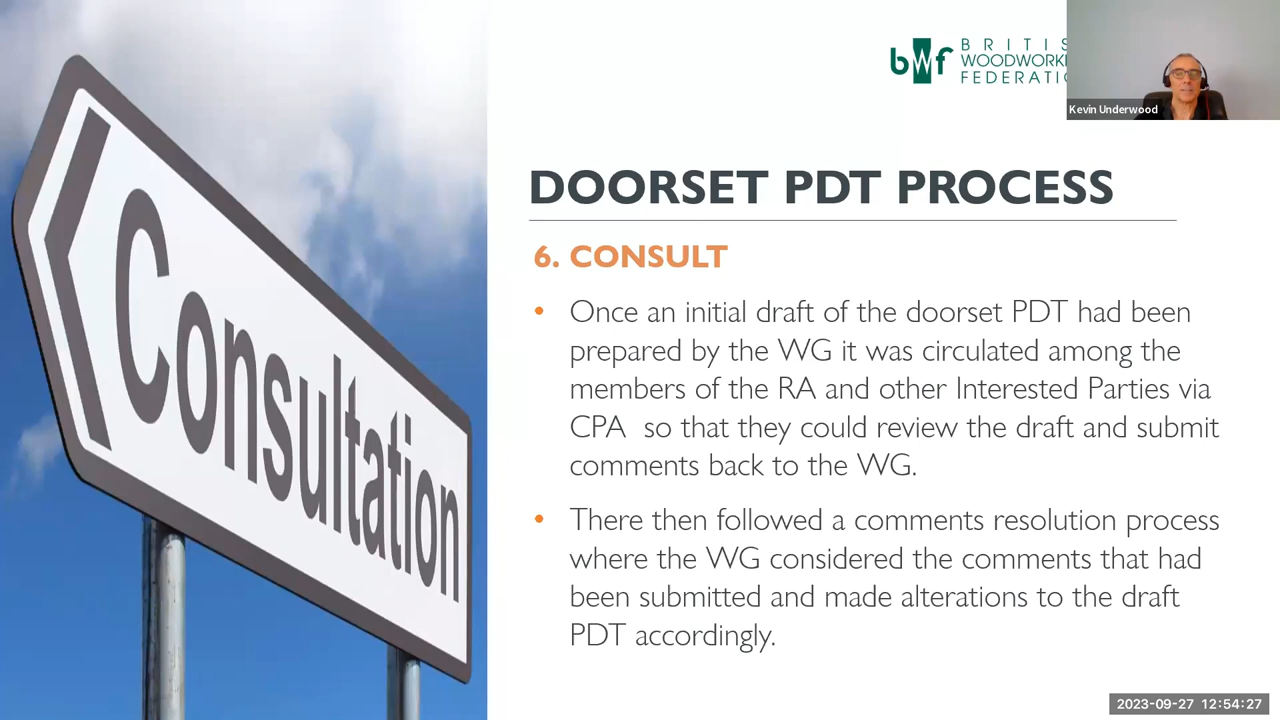 Consultation
bwf
BRITIS
WOODWORK
FEDERATIO
Kevin Underwood
DOORSET PDT PROCESS
6. CONSULT
• Once an initial draft of the doorset PDT had been
prepared by the WG it was circulated among the
members of the RA and other Interested Parties via
CPA so that they could review the draft and submit
comments back to the WG.
• There then followed a comments resolution process
where the WG considered the comments that had
been submitted and made alterations to the draft
PDT accordingly.
2023-09-27 12:54:27